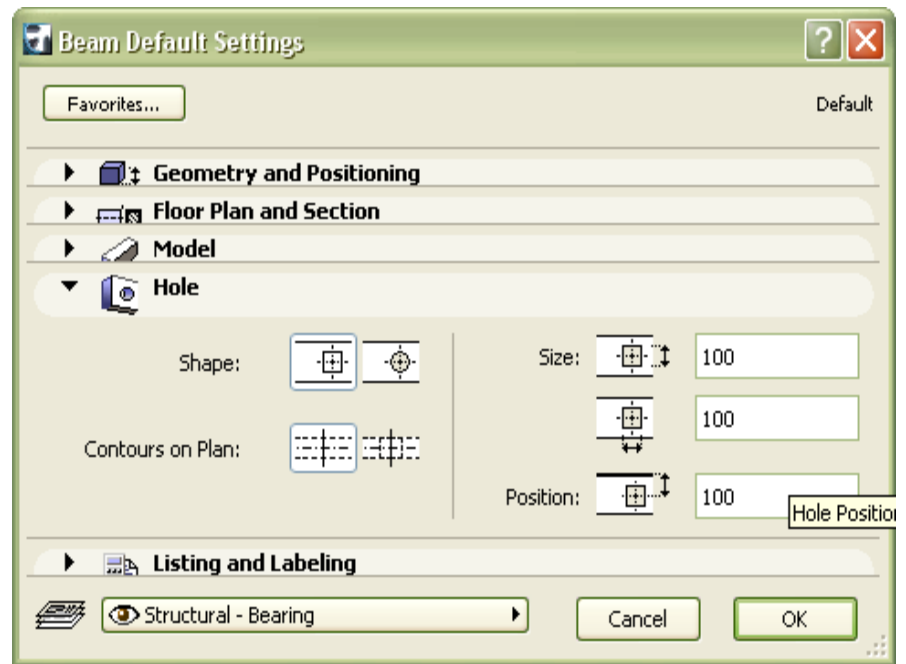 Beam Default Settings
Favorites...
Default
Geometry and Positioning
Floor Plan and Section
Model
Hole
Shape:
Size:
100
100
Contours on Plan:
Position:
100
Hole Positio
Listing and Labeling
Structural - Bearing
Cancel
OK